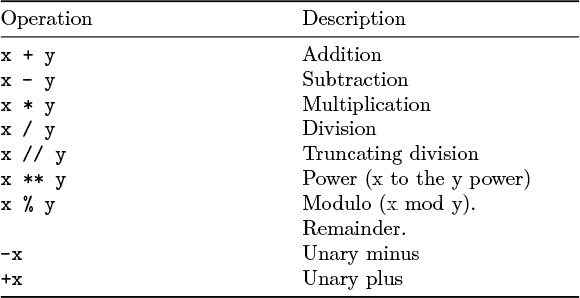 Operation Description
x + y Addition
x - y Subtraction
x * y Multiplication
x / y Division
x // y Truncating division
x ** y Power (x to the y power)
x % y Modulo (x mod y).
Remainder.
-x Unary minus
+x Unary plus